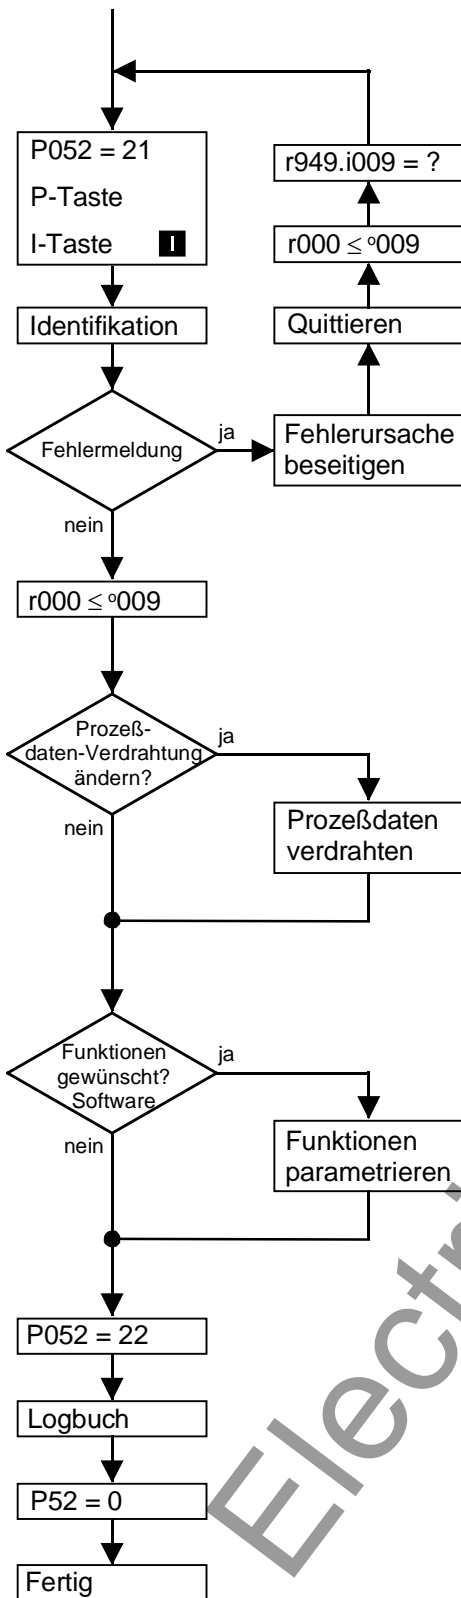 P052 = 21
P-Taste
I-Taste I
Identifikation
Fehlermeldung
ja
nein
Fehlerursache
beseitigen
Quittieren
r000 ≤ °009
r949.i009 = ?
r000 ≤ °009
Prozeß-
daten-Verdrahtung
ändern?
ja
nein
Prozeßdaten
verdrahten
Funktionen
gewünscht?
Software
ja
nein
Funktionen
parametrieren
P052 = 22
Logbuch
P52 = 0
Fertig